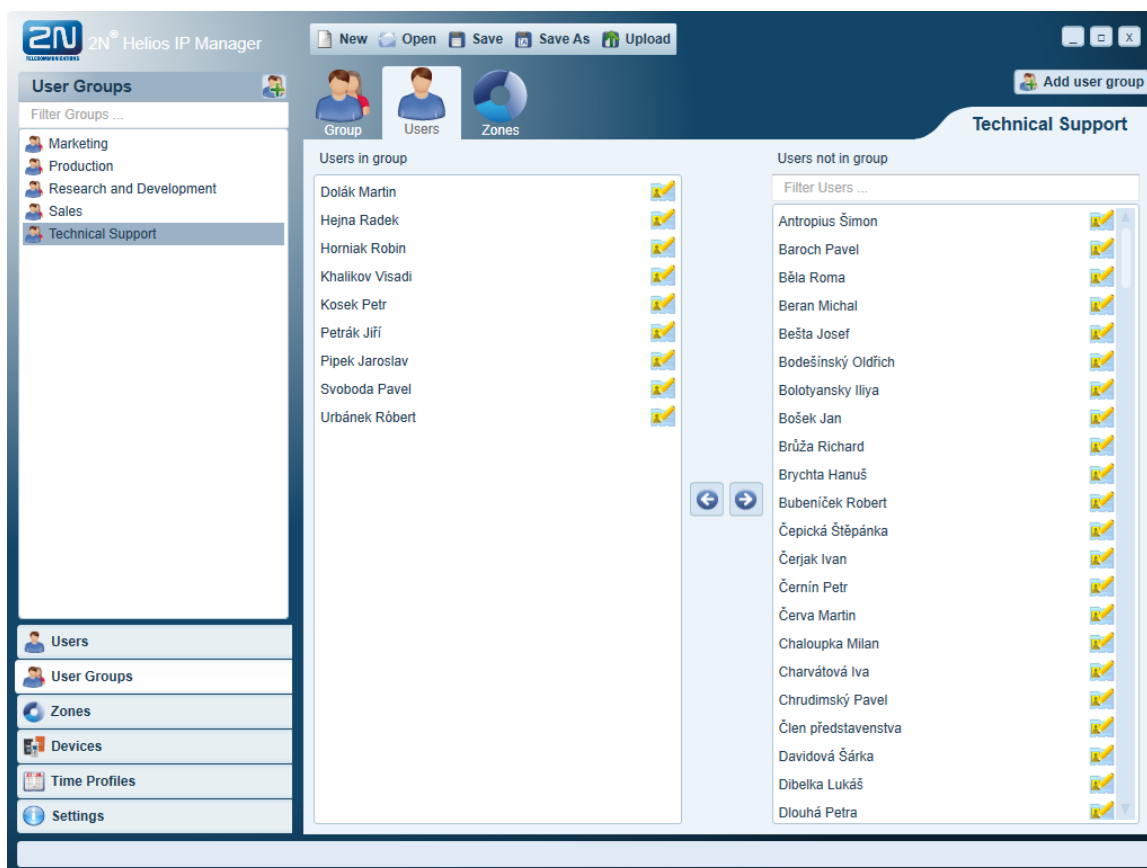 2N
TELECOMMUNICATIONS
2N® Helios IP Manager
New Open Save Save As Upload
_ □ X
User Groups
Filter Groups ...
Marketing
Production
Research and Development
Sales
Technical Support
Users
User Groups
Zones
Devices
Time Profiles
Settings
Group Users Zones
Add user group
Technical Support
Users in group
Dolák Martin
Hejna Radek
Horniak Robin
Khalikov Visadi
Kosek Petr
Petrák Jiří
Pipek Jaroslav
Svoboda Pavel
Urbánek Róbert
Users not in group
Filter Users ...
Antropius Šimon
Baroch Pavel
Běla Roma
Beran Michal
Bešta Josef
Bodešínský Oldřich
Bolotyansky Iliya
Bošek Jan
Brůža Richard
Brychta Hanuš
Bubeníček Robert
Čepická Štěpánka
Čerjak Ivan
Černín Petr
Červa Martin
Chaloupka Milan
Charvátová Iva
Chrudimský Pavel
Člen představenstva
Davidová Šárka
Dibelka Lukáš
Dlouhá Petra